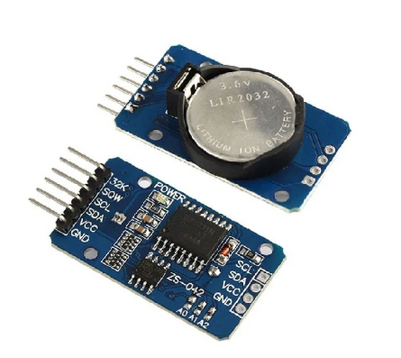 3.6v
LIR2032
LITHIUM ION BATTERY
32K
SQW
SCL
SDA
VCC
GND
POWER
ZS-042
SCL
SDA
VCC
GND
A0 A1 A2